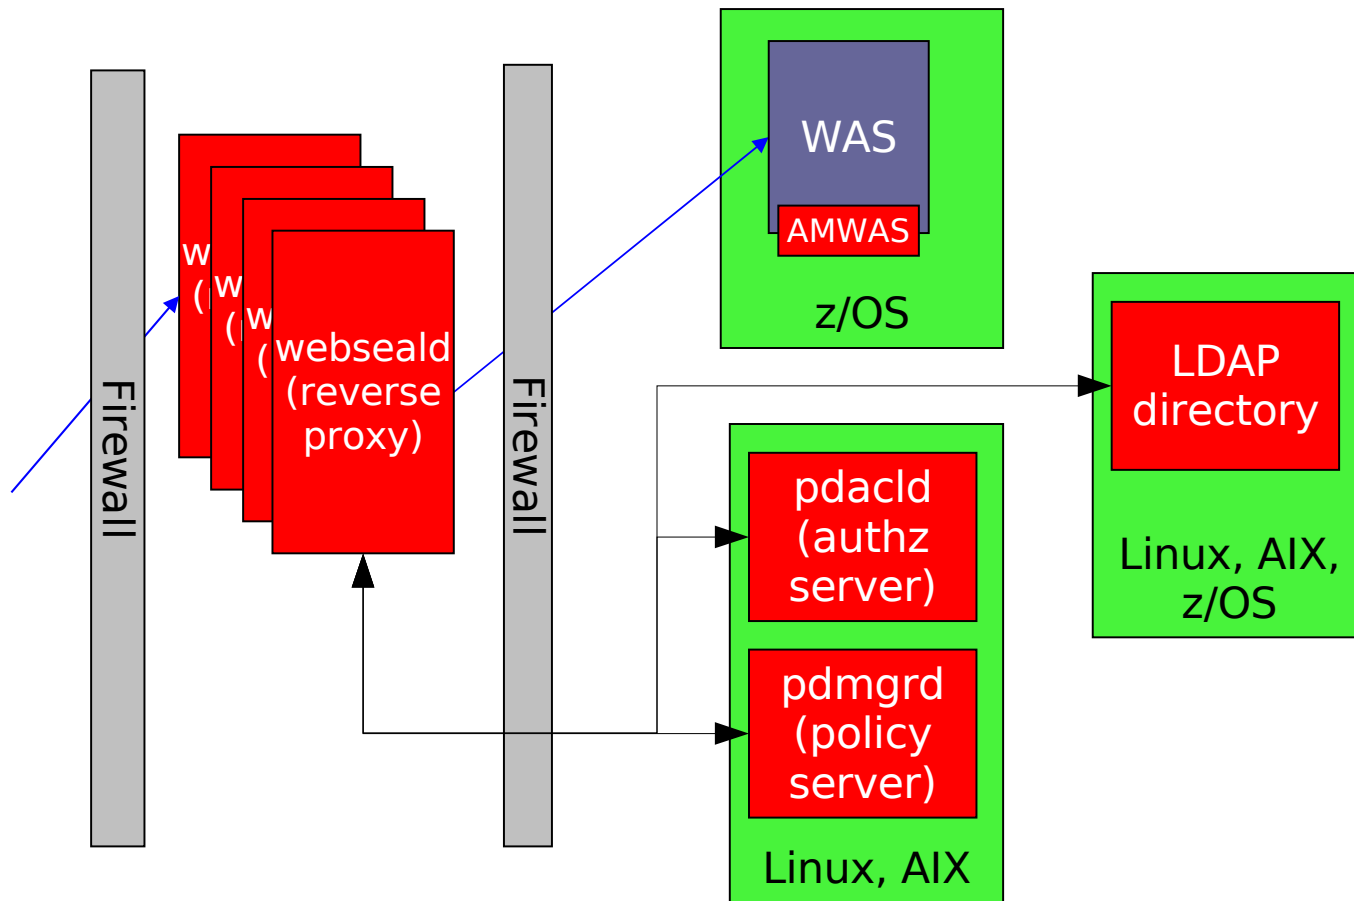 Firewall
w
(
w
(
w
(
webseald
(reverse
proxy)
Firewall
WAS
AMWAS
z/OS
LDAP
directory
Linux, AIX,
z/OS
pdacld
(authz
server)
pdmgrd
(policy
server)
Linux, AIX